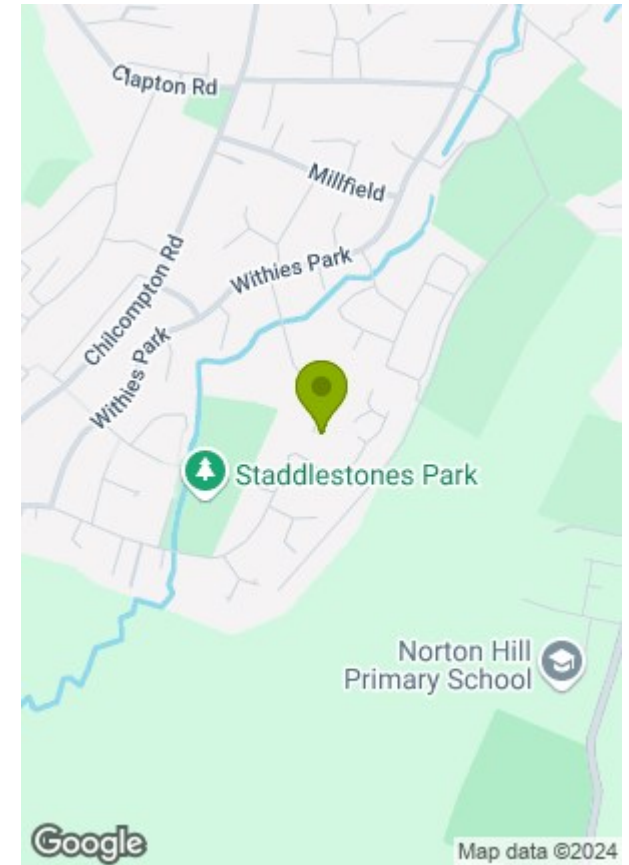 Clapton Rd
Millfield
Withies Park
Chilcompton Rd
Withies Park
Staddlestones Park
Norton Hill
Primary School
Google
Map data ©2024